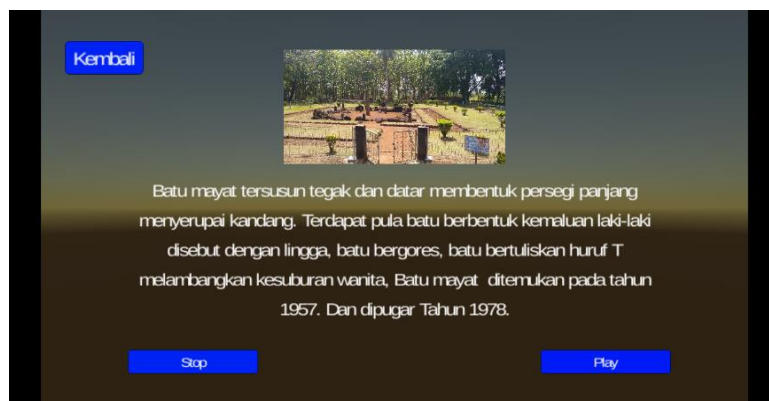 Kembali
Batu mayat tersusun tegak dan datar membentuk persegi panjang
menyerupai kandang. Terdapat pula batu berbentuk kemaluan laki-laki
disebut dengan lingga, batu bergores, batu bertuliskan huruf T
melambangkan kesuburan wanita, Batu mayat  ditemukan pada tahun
1957. Dan dipugar Tahun 1978.
Stop
Play